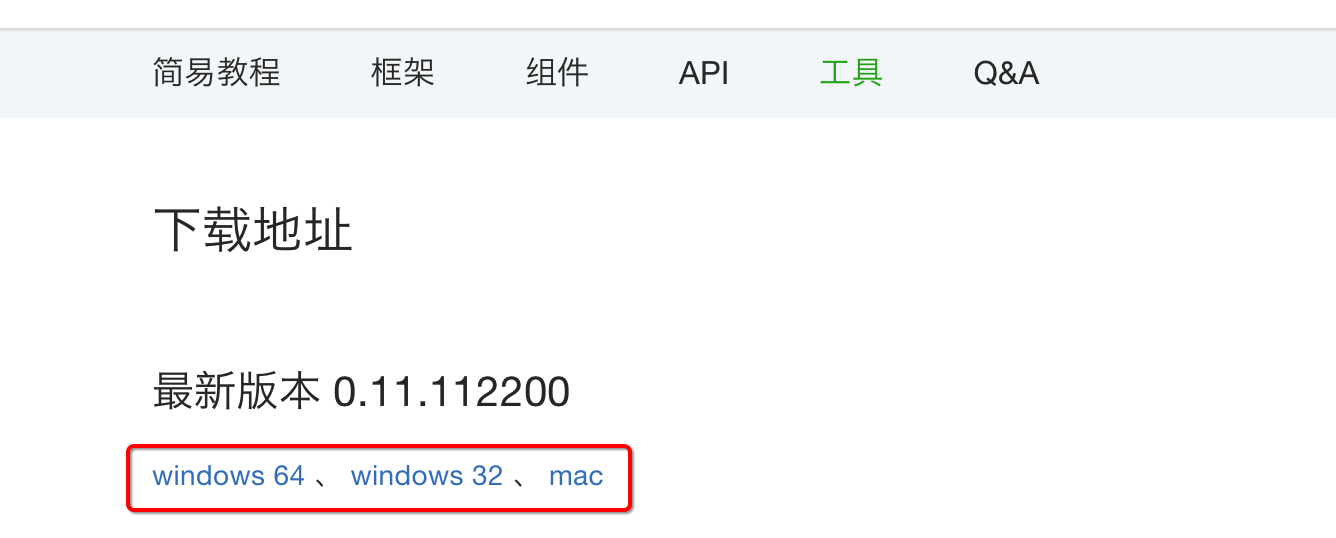 简易教程 框架 组件 API 工具 Q&A
下载地址
最新版本 0.11.112200
windows 64 、 windows 32 、 mac